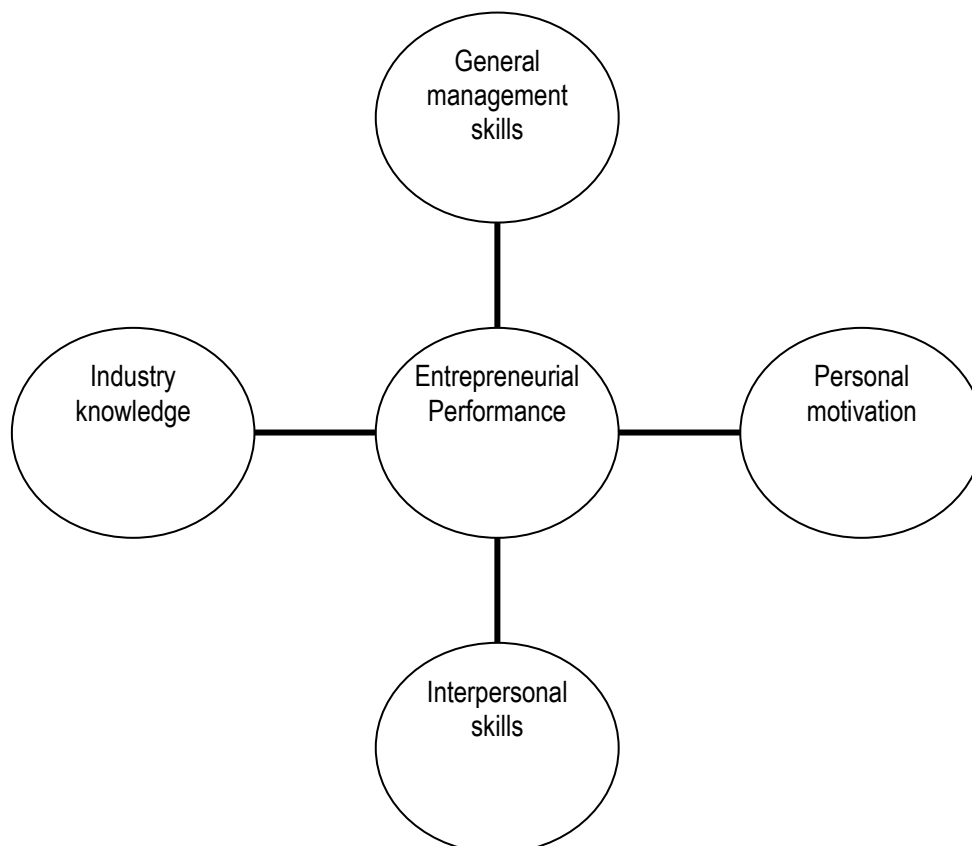 General
management
skills
Industry
knowledge
Entrepreneurial
Performance
Personal
motivation
Interpersonal
skills